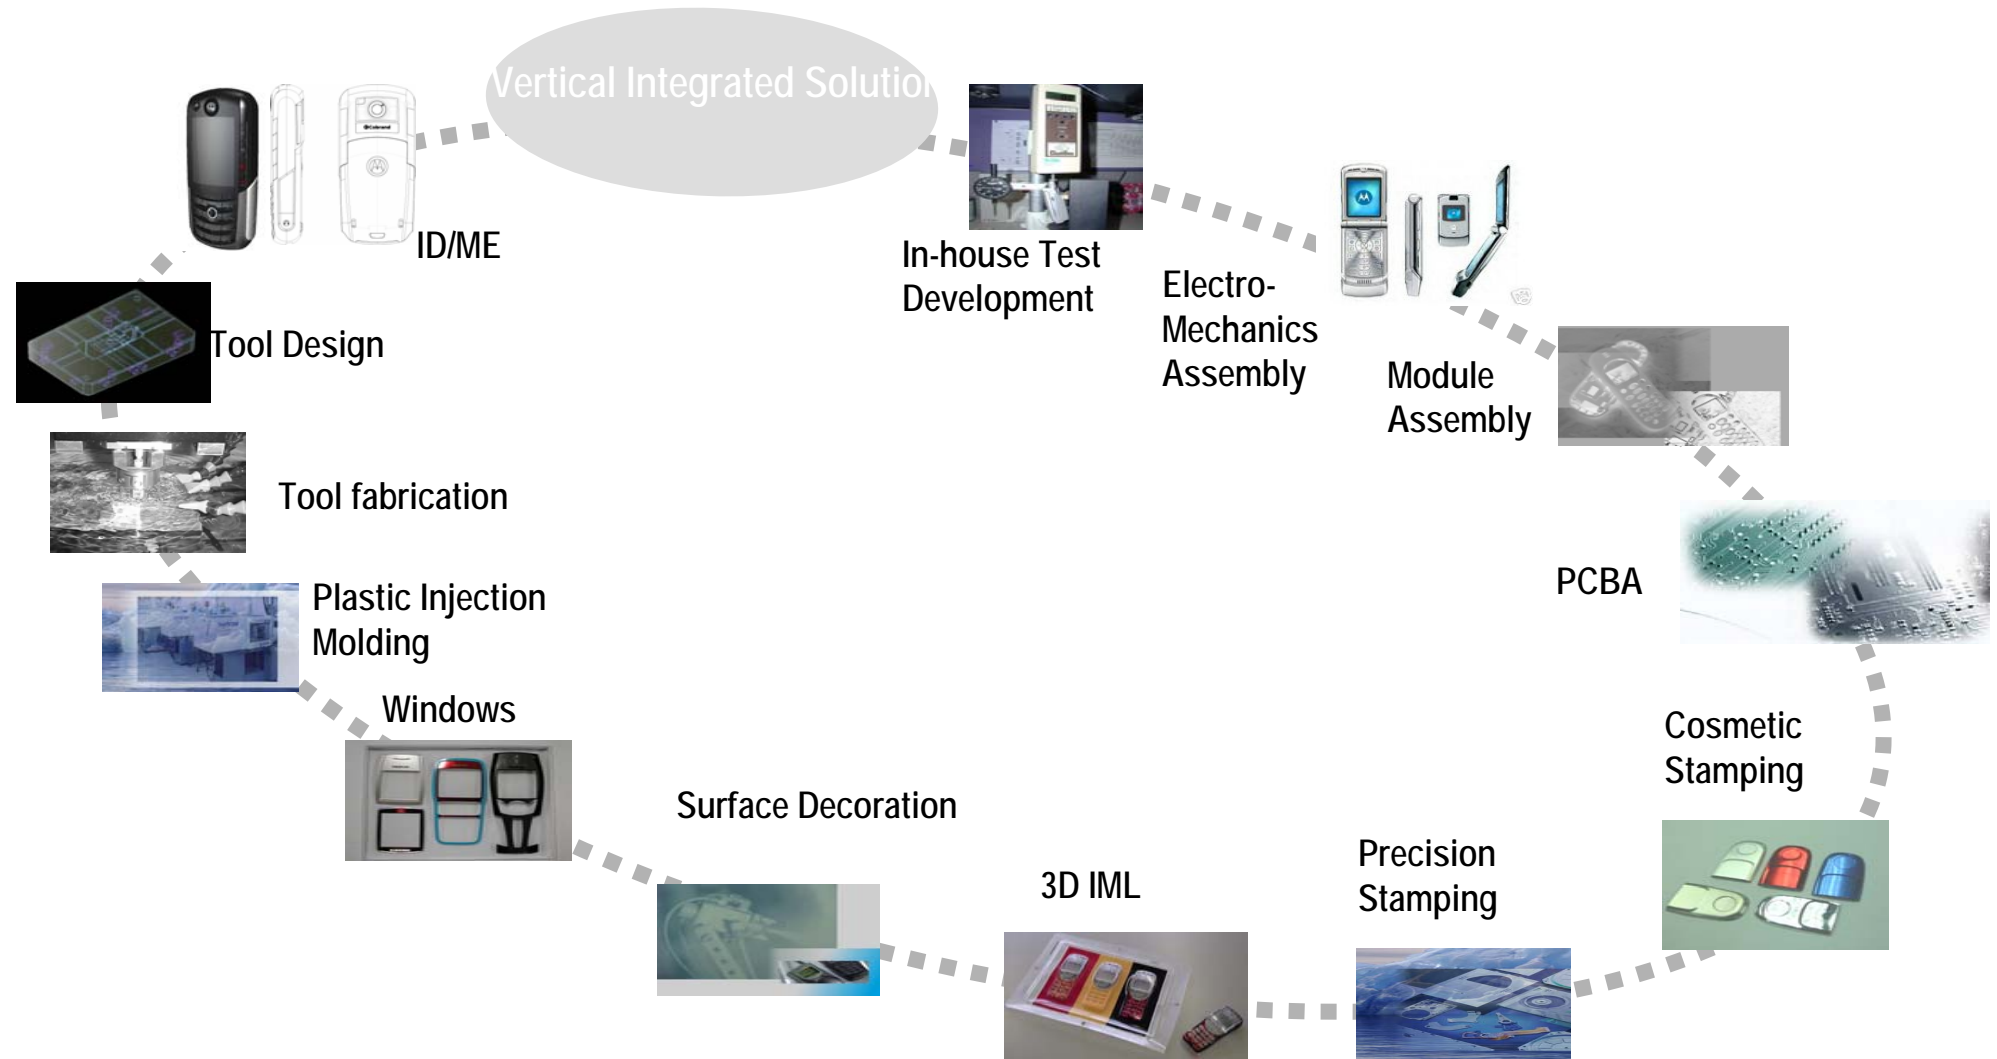 Vertical Integrated Solution
ID/ME
In-house Test
Development
Electro-
Mechanics
Assembly
Tool Design
Module
Assembly
Tool fabrication
PCBA
Plastic Injection
Molding
Windows
Cosmetic
Stamping
Surface Decoration
Precision
Stamping
3D IML